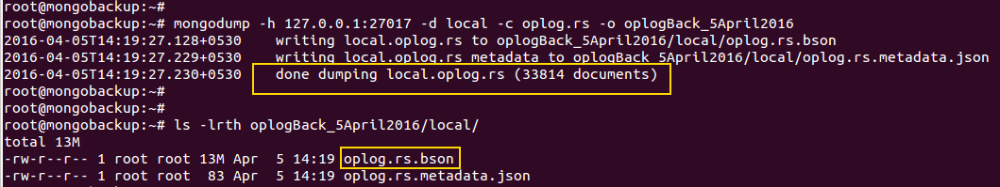 root@mongobackup:~#
root@mongobackup:~# mongodump -h 127.0.0.1:27017 -d local -c oplog.rs -o oplogBack_5April2016
2016-04-05T14:19:27.128+0530 writing local.oplog.rs to oplogBack_5April2016/local/oplog.rs.bson
2016-04-05T14:19:27.229+0530 writing local.oplog.rs metadata to oplogBack_5April2016/local/oplog.rs.metadata.json
2016-04-05T14:19:27.230+0530 done dumping local.oplog.rs (33814 documents)
root@mongobackup:~#
root@mongobackup:~#
root@mongobackup:~# ls -lrth oplogBack_5April2016/local/
total 13M
-rw-r--r-- 1 root root 13M Apr 5 14:19 oplog.rs.bson
-rw-r--r-- 1 root root 83 Apr 5 14:19 oplog.rs.metadata.json